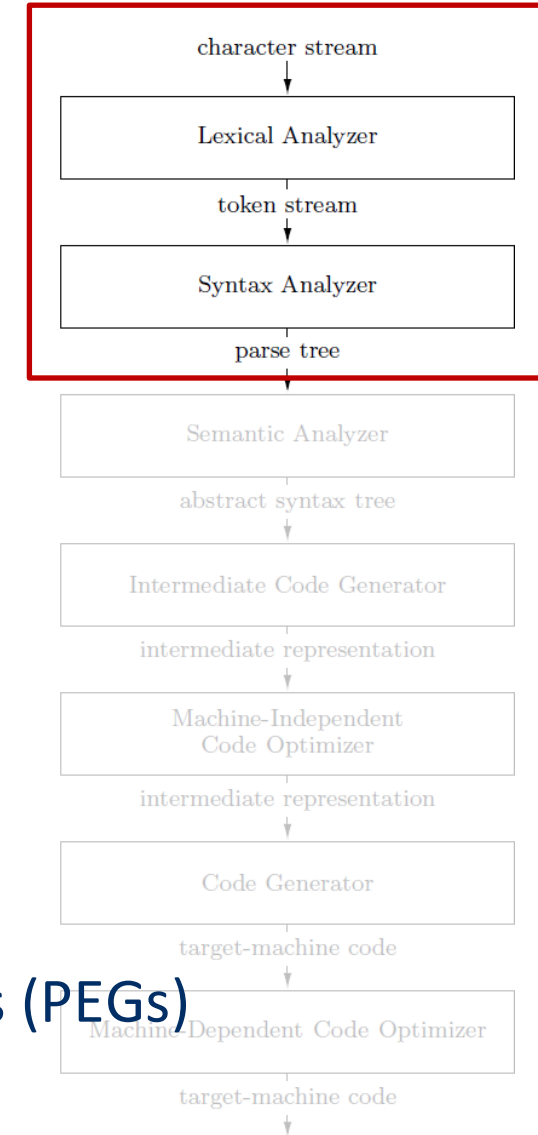 character stream
Lexical Analyzer
token stream
Syntax Analyzer
parse tree
Semantic Analyzer
abstract syntax tree
Intermediate Code Generator
intermediate representation
Machine-Independent
Code Optimizer
intermediate representation
Code Generator
target-machine code
s (PEGs)
Machine-Dependent Code Optimizer
target-machine code